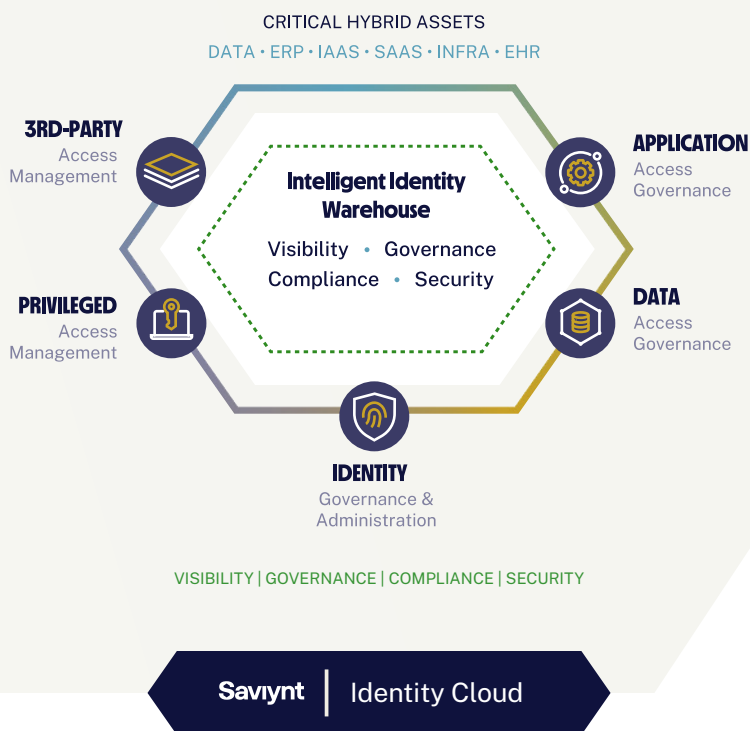 CRITICAL HYBRID ASSETS
DATA • ERP • IAAS • SAAS • INFRA • EHR
3RD-PARTY
Access
Management
APPLICATION
Access
Governance
Intelligent Identity
Warehouse
Visibility • Governance
Compliance • Security
PRIVILEGED
Access
Management
DATA
Access
Governance
IDENTITY
Governance &
Administration
VISIBILITY | GOVERNANCE | COMPLIANCE | SECURITY
Saviynt | Identity Cloud